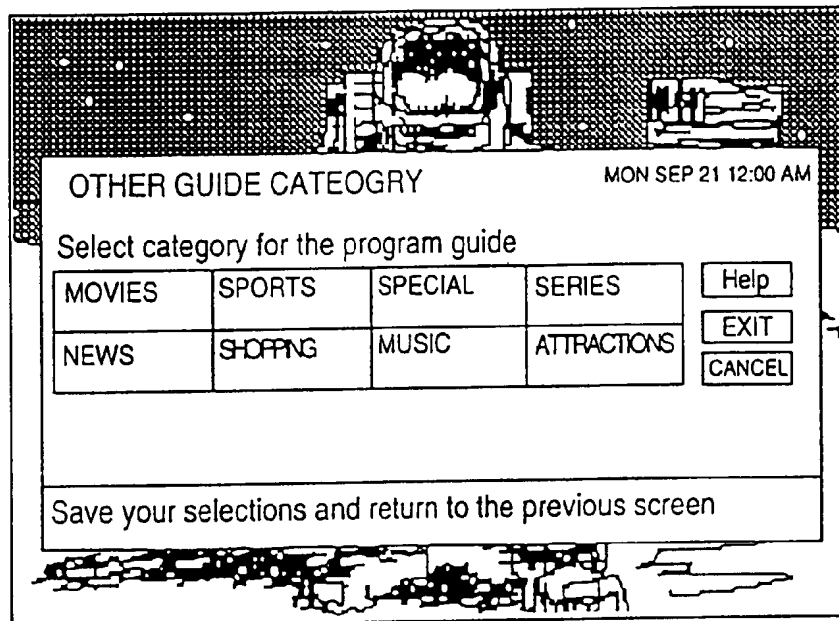 OTHER GUIDE CATEOGRY MON SEP 21 12:00 AM
Select category for the program guide
MOVIES SPORTS SPECIAL SERIES Help
NEWS SHOPPING MUSIC ATTRACTIONS EXIT
CANCEL
Save your selections and return to the previous screen